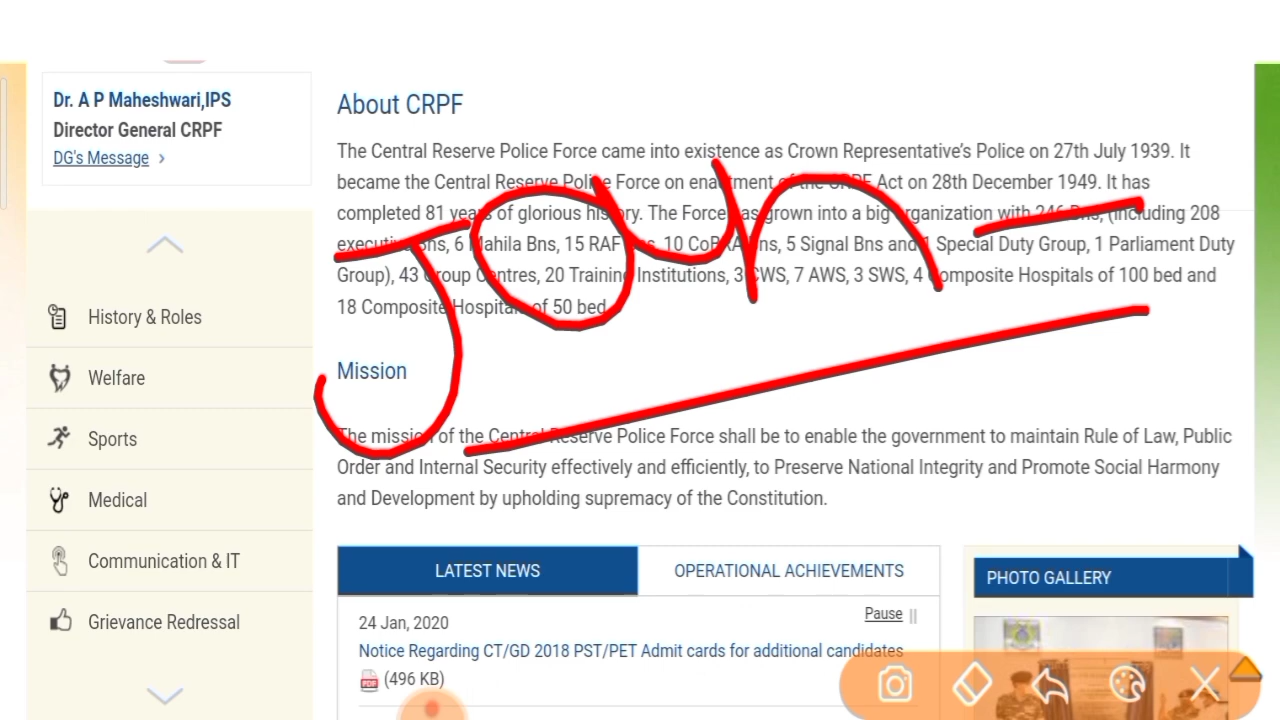 Dr. A P Maheshwari,IPS
Director General CRPF
DG's Message
History & Roles
Welfare
Sports
Medical
Communication & IT
Grievance Redressal
About CRPF
The Central Reserve Police Force came into existence as Crown Representative's Police on 27th July 1939. It
became the Central Reserve Police Force on enactment of the CRPF Act on 28th December 1949. It has
completed 81 years of glorious history. The Force has grown into a big organization with 246 Bns, (including 208
executive Bns, 6 Mahila Bns, 15 RAF Bns, 10 CoBRA Bns, 5 Signal Bns and 1 Special Duty Group, 1 Parliament Duty
Group), 43 Group Centres, 20 Training Institutions, 3 CWS, 7 AWS, 3 SWS, 4 Composite Hospitals of 100 bed and
18 Composite Hospitals of 50 bed.
Join
Mission
The mission of the Central Reserve Police Force shall be to enable the government to maintain Rule of Law, Public
Order and Internal Security effectively and efficiently, to Preserve National Integrity and Promote Social Harmony
and Development by upholding supremacy of the Constitution.
LATEST NEWS
OPERATIONAL ACHIEVEMENTS
Pause
24 Jan, 2020
Notice Regarding CT/GD 2018 PST/PET Admit cards for additional candidates
PDF (496 KB)
PHOTO GALLERY